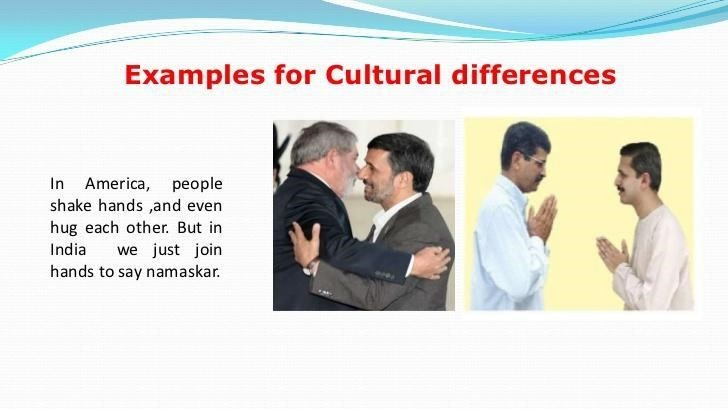 Examples for Cultural differences
In America, people
shake hands ,and even
hug each other. But in
India we just join
hands to say namaskar.